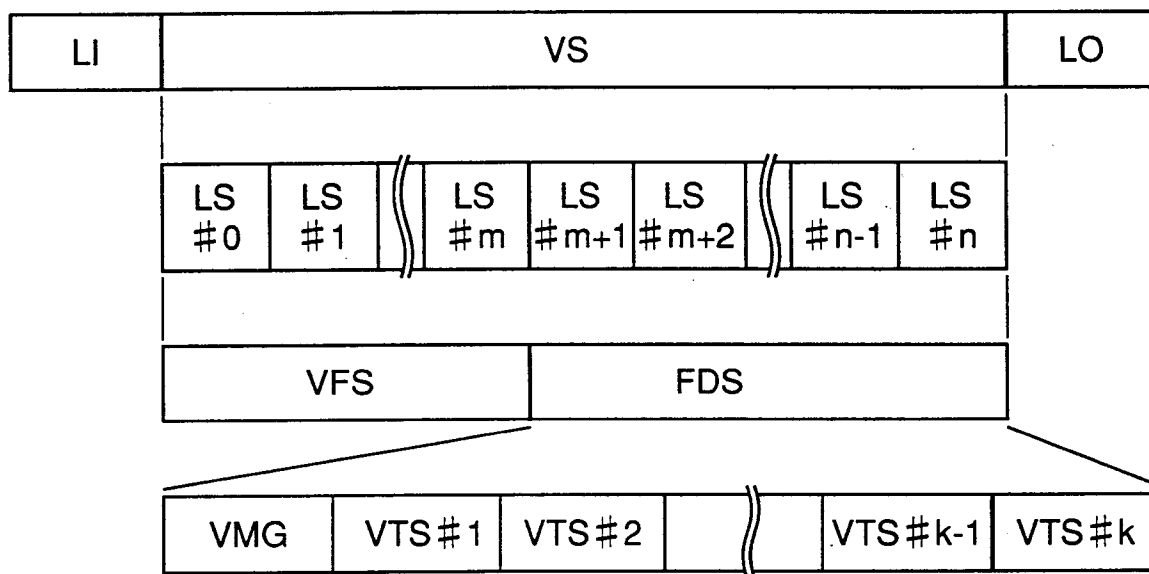 LI VS LO
LS LS LS LS LS LS LS
#0 #1 #m #m+1 #m+2 #n-1 #n
VFS FDS
VMG VTS#1 VTS#2 VTS#k-1 VTS#k